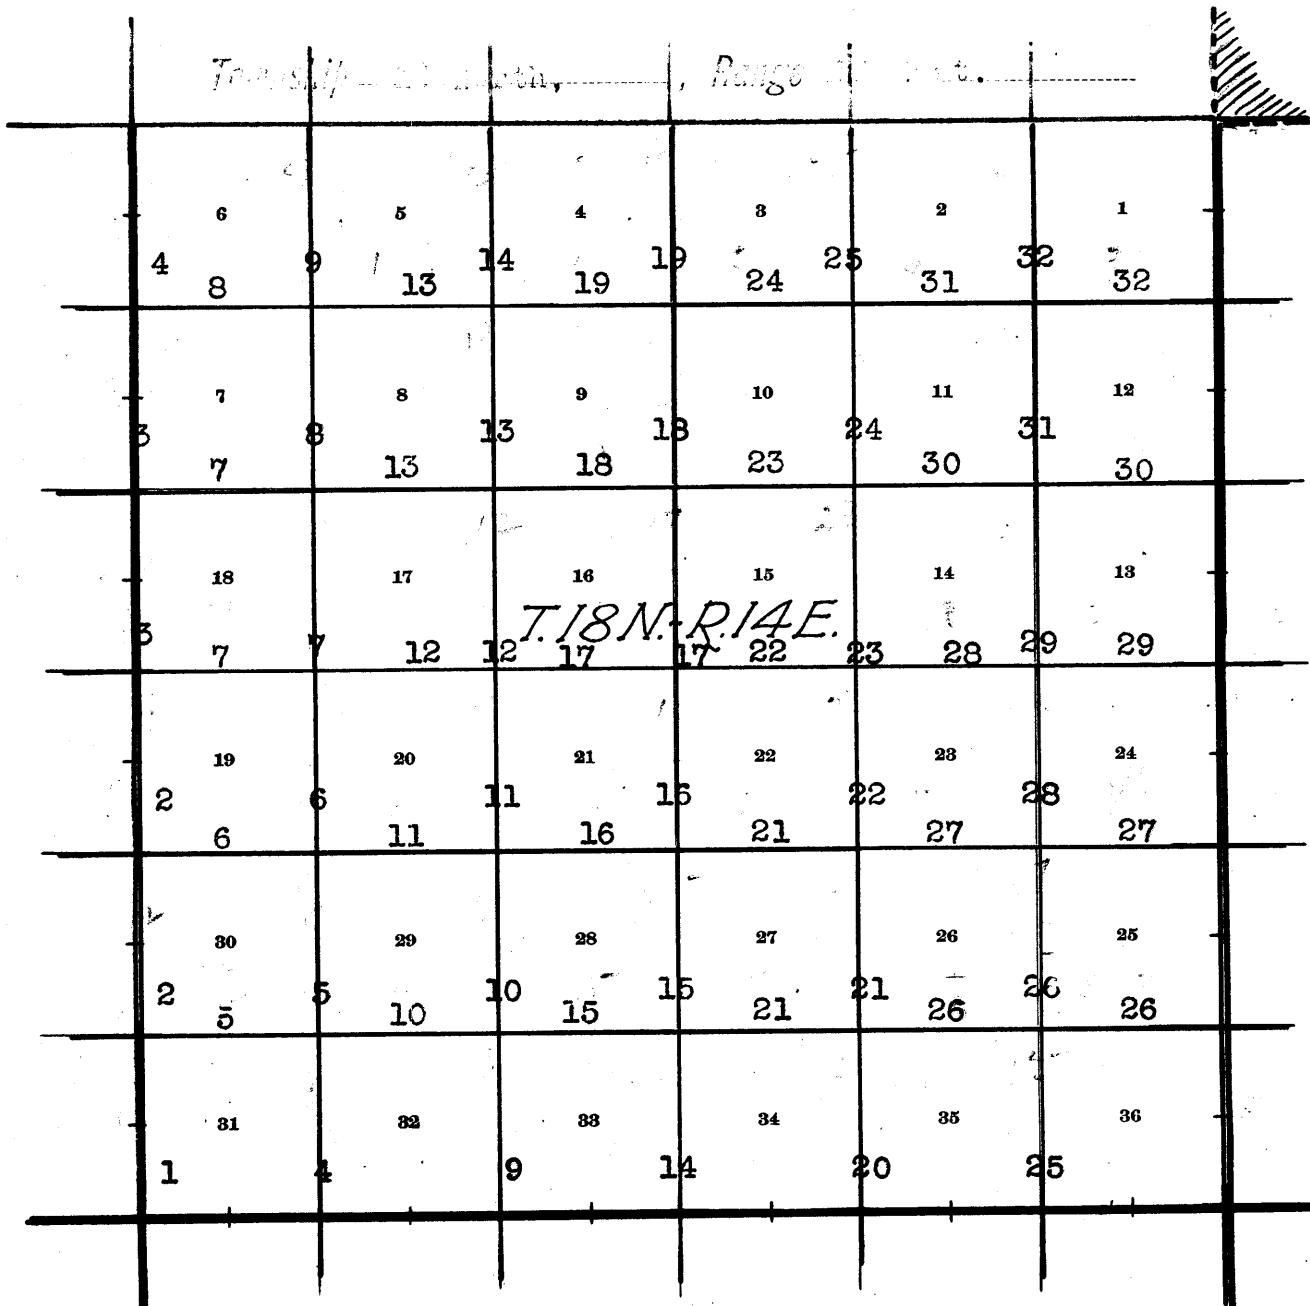 Township North, , Range
6 5 4 3 2 1
4 9 14 19 25 32
8 13 19 24 31 32
7 8 9 10 11 12
3 8 13 18 24 31
7 13 18 23 30 30
18 17 16 15 14 13
T.18N.-R.14E.
3 7 12 17 23 29
7 12 17 22 28 29
19 20 21 22 23 24
2 6 11 16 22 28
6 11 16 21 27 27
30 29 28 27 26 25
2 5 10 15 21 26
5 10 15 21 26 26
31 32 33 34 35 36
1 4 9 14 20 25